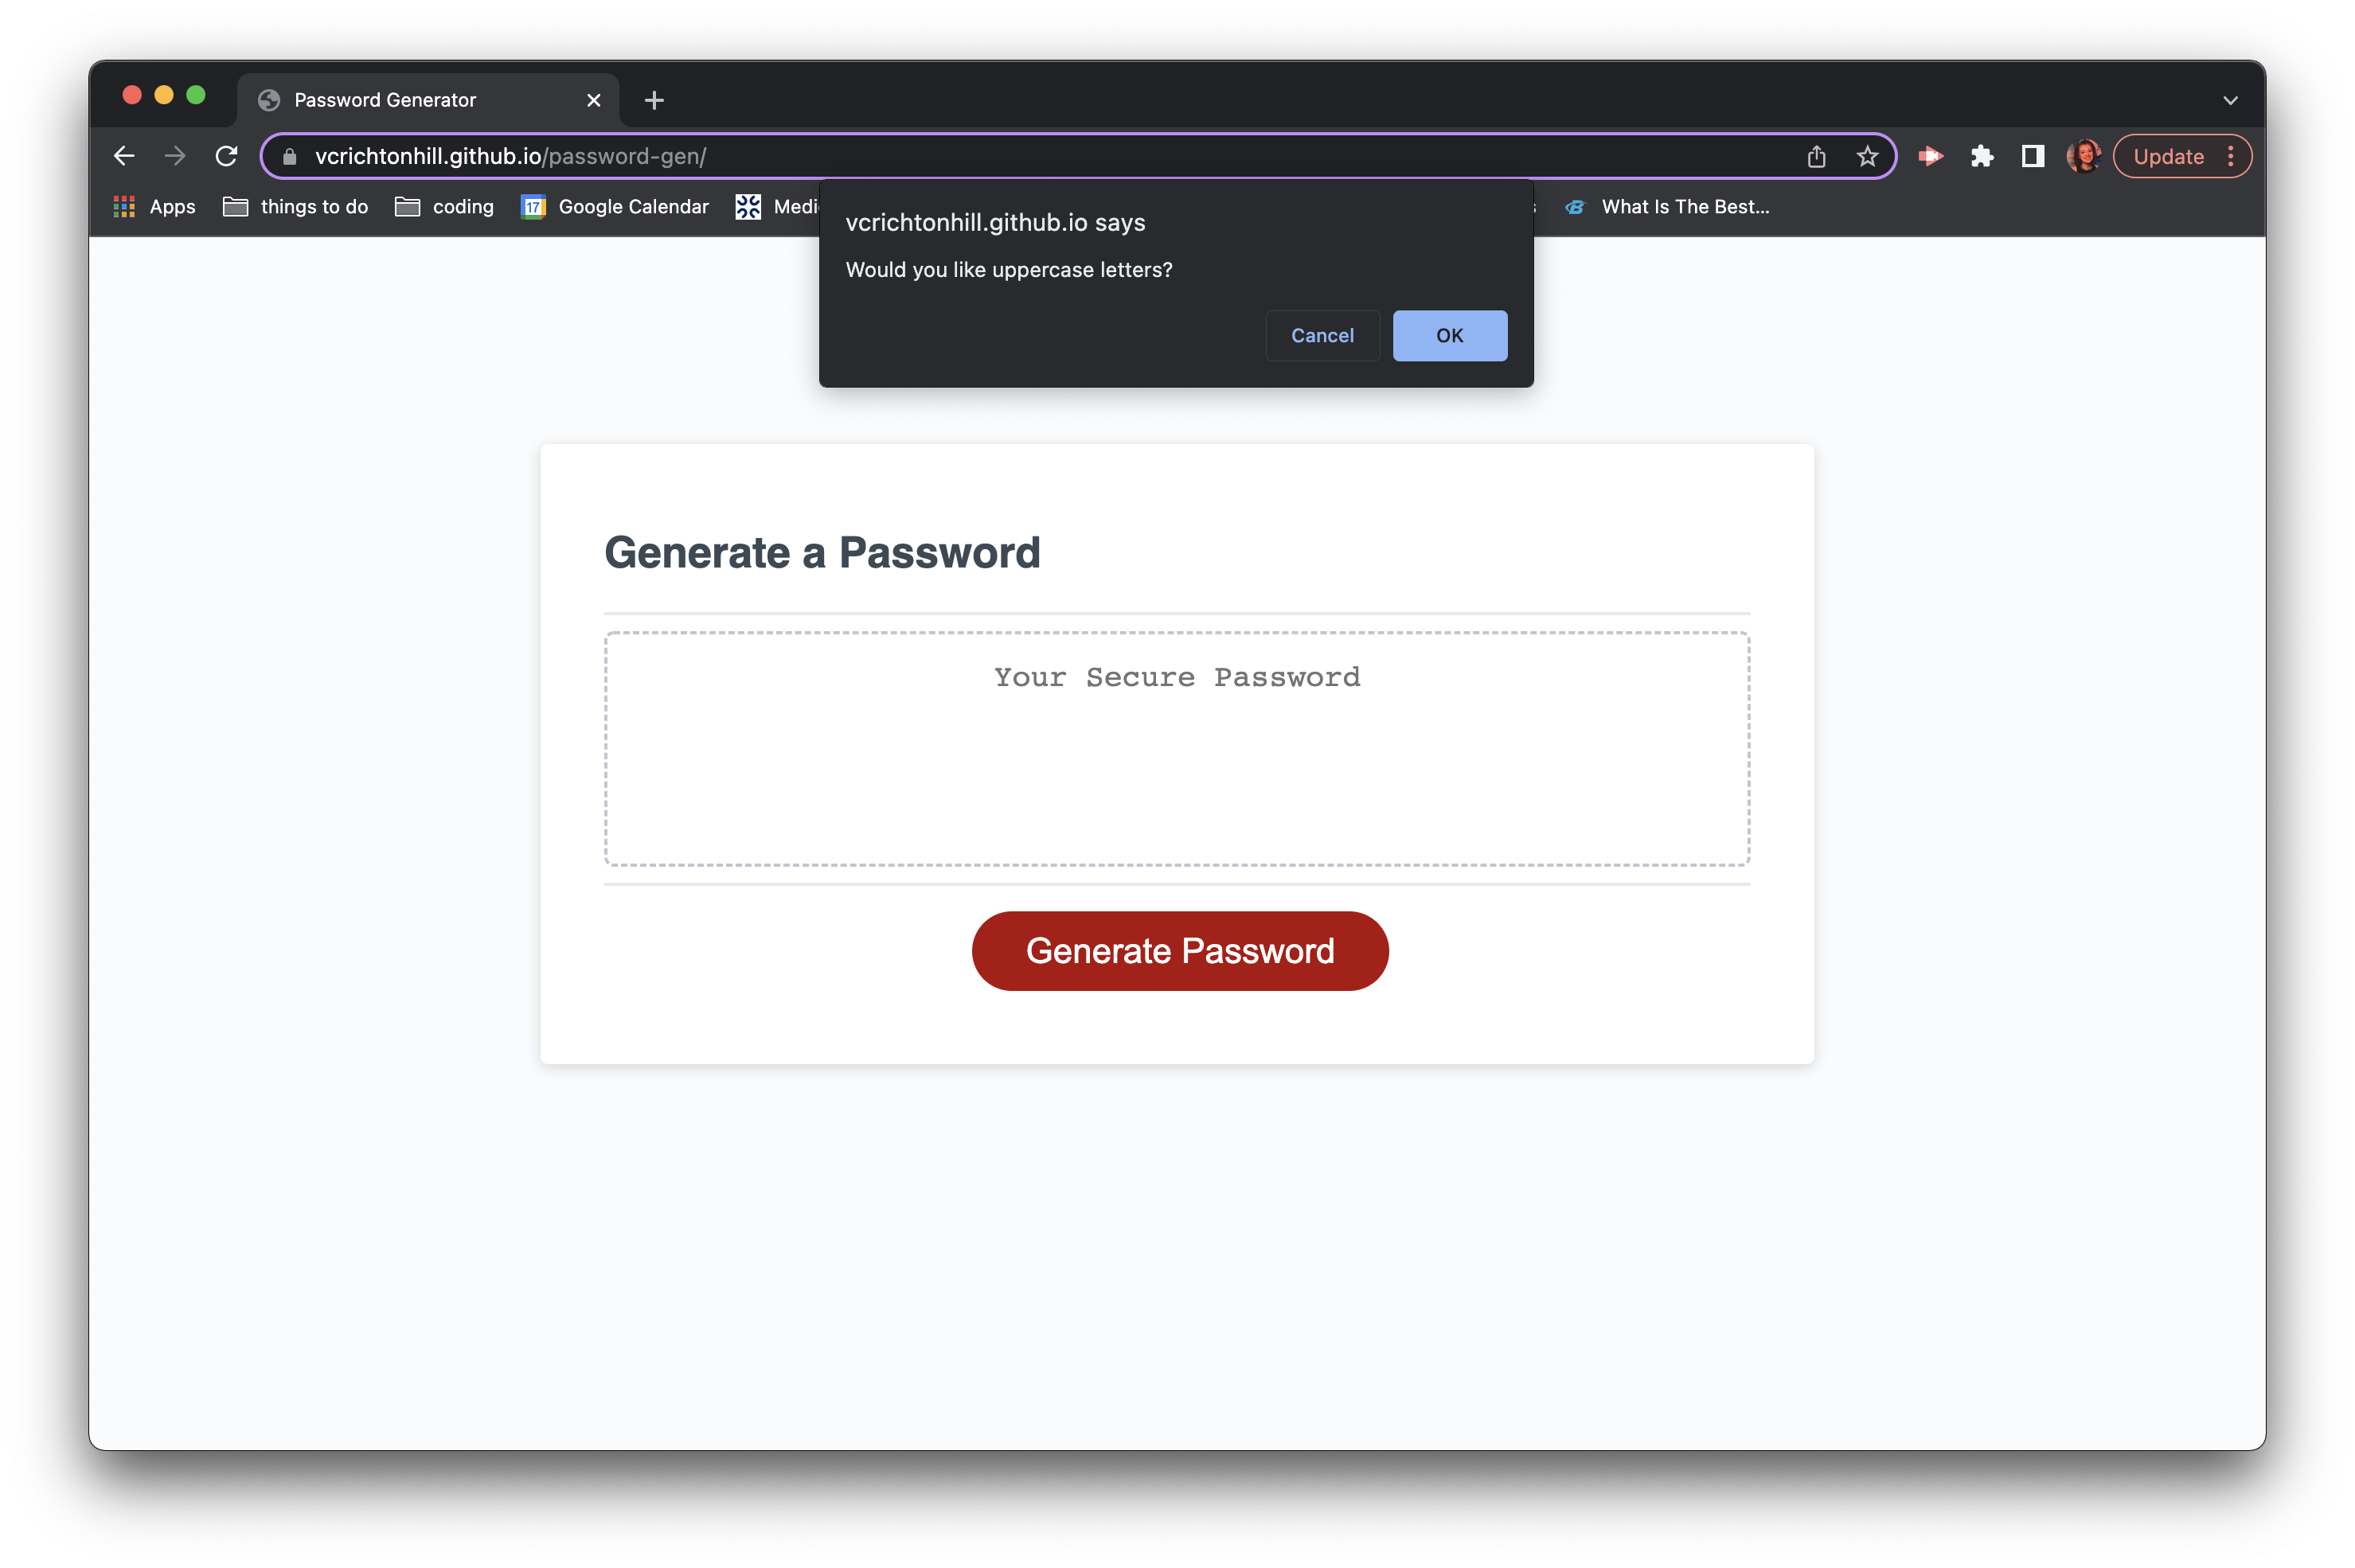 Password Generator
vcrichtonhill.github.io/password-gen/
Update
Apps
things to do
coding
17
Google Calendar
What Is The Best...
vcrichtonhill.github.io says
Would you like uppercase letters?
Cancel
OK
Generate a Password
Your Secure Password
Generate Password